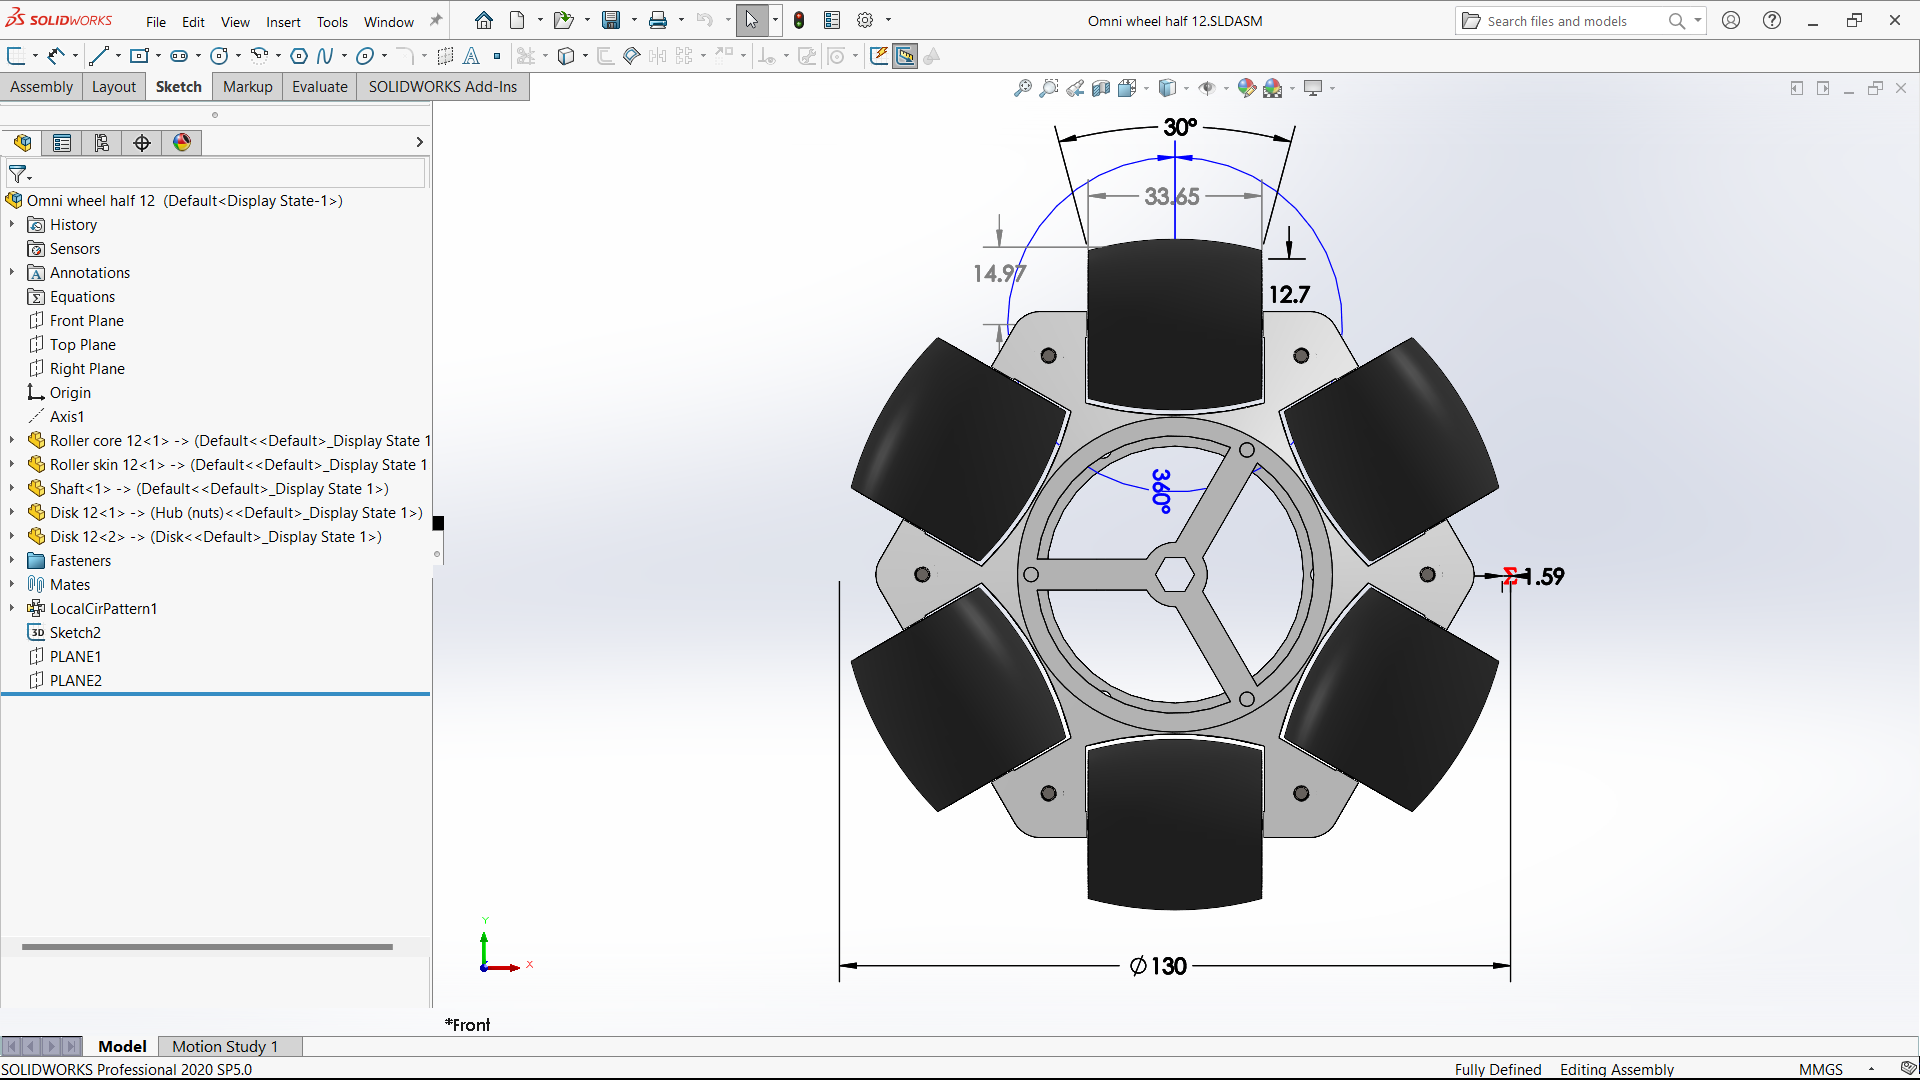 SOLIDWORKS File Edit View Insert Tools Window Omni wheel half 12.SLDASM Search files and models
Assembly Layout Sketch Markup Evaluate SOLIDWORKS Add-Ins
Omni wheel half 12 (Default<Display State-1>)
History
Sensors
Annotations
Equations
Front Plane
Top Plane
Right Plane
Origin
Axis1
Roller core 12<1> -> (Default<<Default>_Display State 1
Roller skin 12<1> -> (Default<<Default>_Display State 1
Shaft<1> -> (Default<<Default>_Display State 1>)
Disk 12<1> -> (Hub (nuts)<<Default>_Display State 1>)
Disk 12<2> -> (Disk<<Default>_Display State 1>)
Fasteners
Mates
LocalCirPattern1
3D Sketch2
PLANE1
PLANE2
30°
33.65
14.97
12.7
360°
Σ1.59
∅130
Y
X
*Front
Model Motion Study 1
SOLIDWORKS Professional 2020 SP5.0 Fully Defined Editing Assembly MMGS